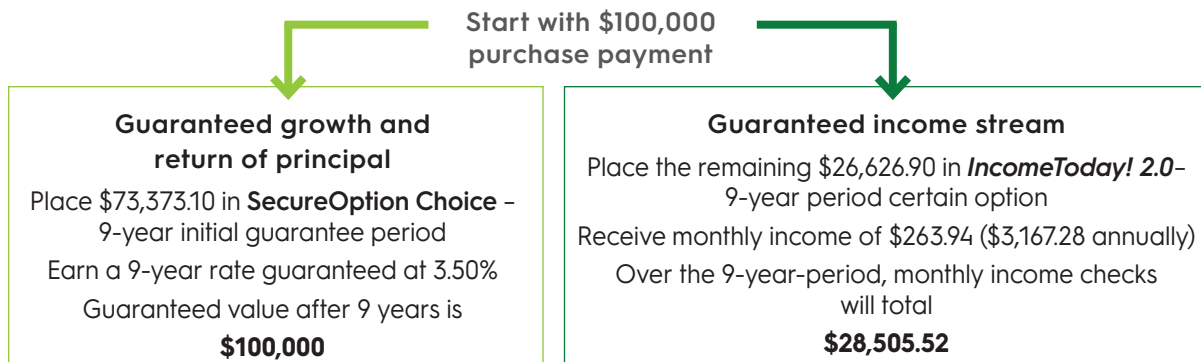 Start with $100,000
purchase payment
Guaranteed growth and
return of principal
Place $73,373.10 in SecureOption Choice –
9-year initial guarantee period
Earn a 9-year rate guaranteed at 3.50%
Guaranteed value after 9 years is
$100,000
Guaranteed income stream
Place the remaining $26,626.90 in IncomeToday! 2.0–
9-year period certain option
Receive monthly income of $263.94 ($3,167.28 annually)
Over the 9-year-period, monthly income checks
will total
$28,505.52